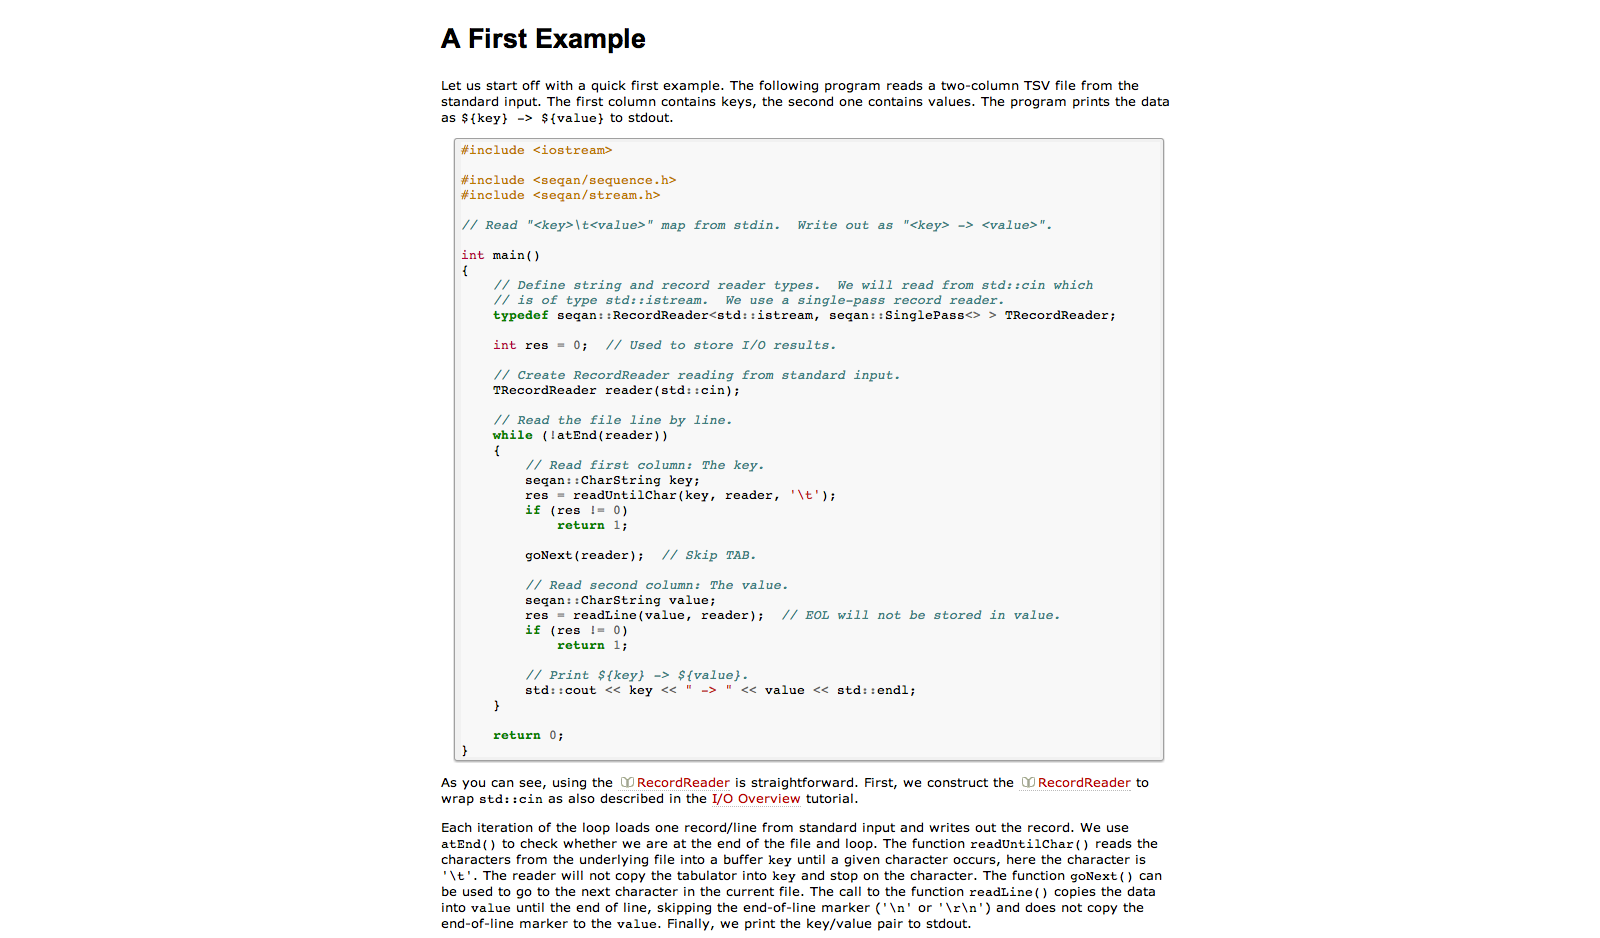 A First Example
Let us start off with a quick first example. The following program reads a two-column TSV file from the
standard input. The first column contains keys, the second one contains values. The program prints the data
as ${key} -> ${value} to stdout.
#include <iostream>
#include <seqan/sequence.h>
#include <seqan/stream.h>
// Read "<key>\t<value>" map from stdin.  Write out as "<key> -> <value>".
int main()
{
    // Define string and record reader types.  We will read from std::cin which
    // is of type std::istream.  We use a single-pass record reader.
    typedef seqan::RecordReader<std::istream, seqan::SinglePass<> > TRecordReader;
    int res = 0;  // Used to store I/O results.
    // Create RecordReader reading from standard input.
    TRecordReader reader(std::cin);
    // Read the file line by line.
    while (!atEnd(reader))
    {
        // Read first column: The key.
        seqan::CharString key;
        res = readUntilChar(key, reader, '\t');
        if (res != 0)
            return 1;
        goNext(reader);  // Skip TAB.
        // Read second column: The value.
        seqan::CharString value;
        res = readLine(value, reader);  // EOL will not be stored in value.
        if (res != 0)
            return 1;
        // Print ${key} -> ${value}.
        std::cout << key << " -> " << value << std::endl;
    }
    return 0;
}
As you can see, using the RecordReader is straightforward. First, we construct the RecordReader to
wrap std::cin as also described in the I/O Overview tutorial.
Each iteration of the loop loads one record/line from standard input and writes out the record. We use
atEnd() to check whether we are at the end of the file and loop. The function readUntilChar() reads the
characters from the underlying file into a buffer key until a given character occurs, here the character is
'\t'. The reader will not copy the tabulator into key and stop on the character. The function goNext() can
be used to go to the next character in the current file. The call to the function readLine() copies the data
into value until the end of line, skipping the end-of-line marker ('\n' or '\r\n') and does not copy the
end-of-line marker to the value. Finally, we print the key/value pair to stdout.